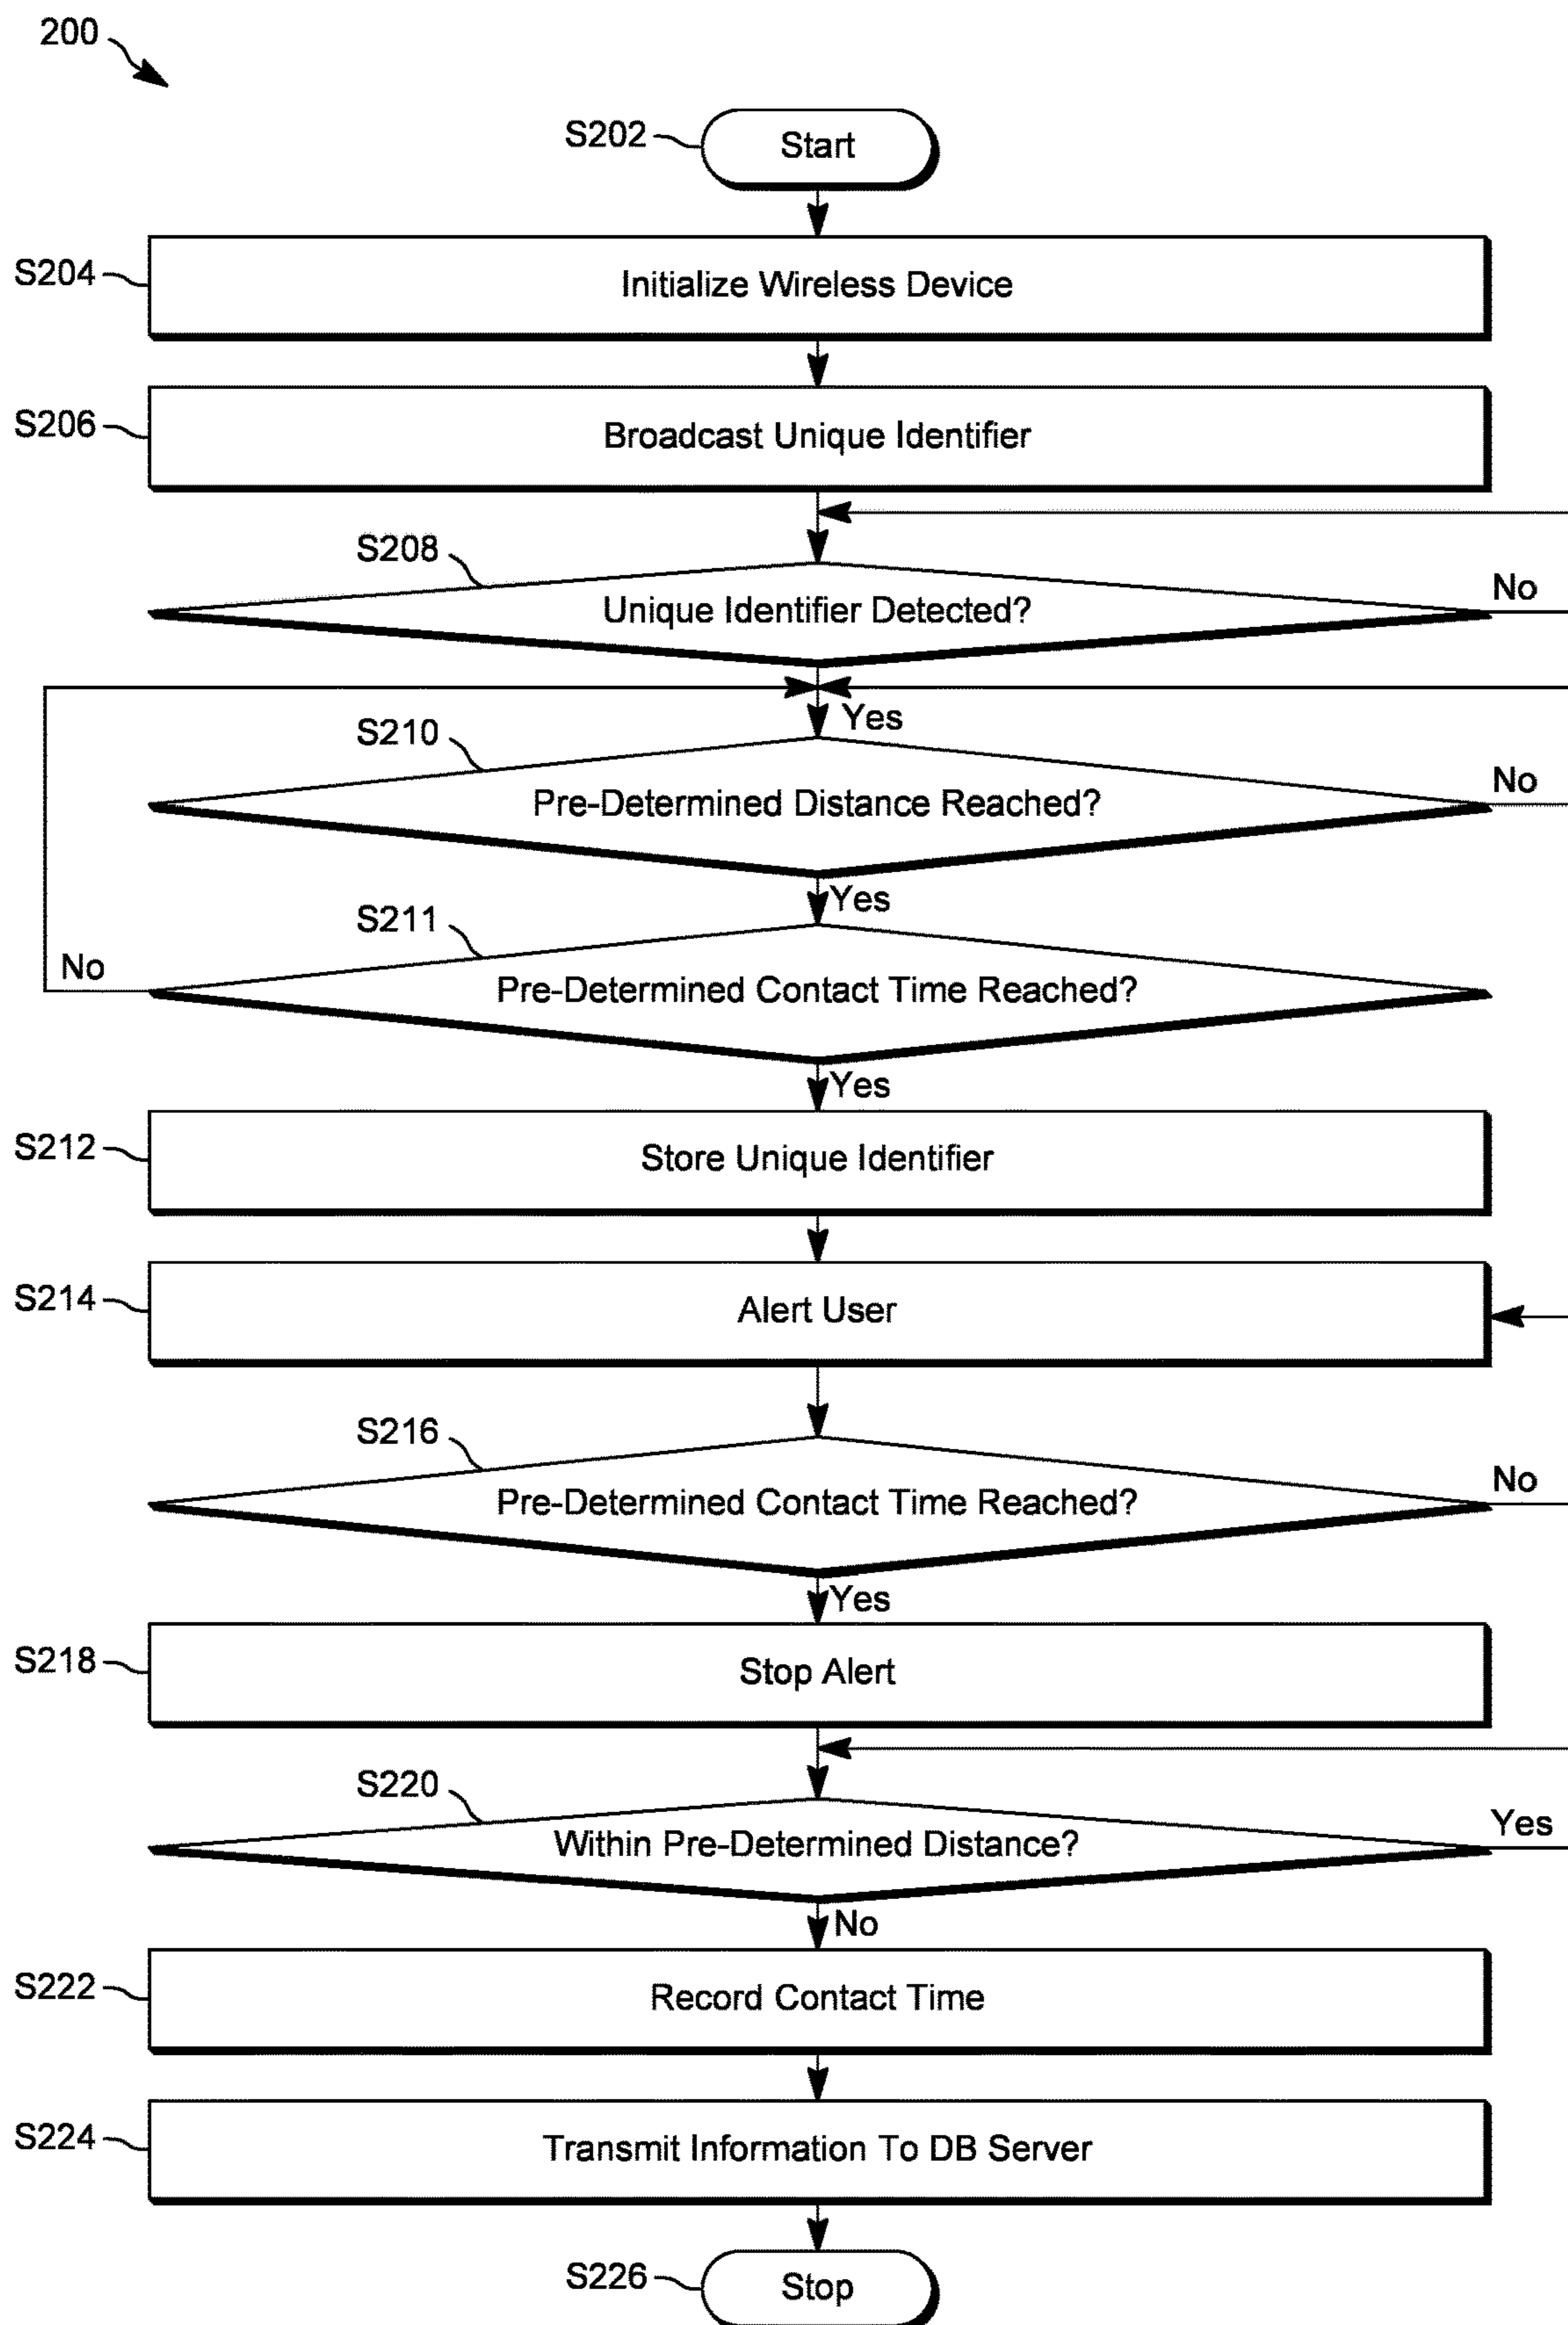 200
S202
Start
S204
Initialize Wireless Device
S206
Broadcast Unique Identifier
S208
Unique Identifier Detected?
No
Yes
S210
Pre-Determined Distance Reached?
No
Yes
S211
No
Pre-Determined Contact Time Reached?
Yes
S212
Store Unique Identifier
S214
Alert User
S216
Pre-Determined Contact Time Reached?
No
Yes
S218
Stop Alert
S220
Within Pre-Determined Distance?
Yes
No
S222
Record Contact Time
S224
Transmit Information To DB Server
S226
Stop